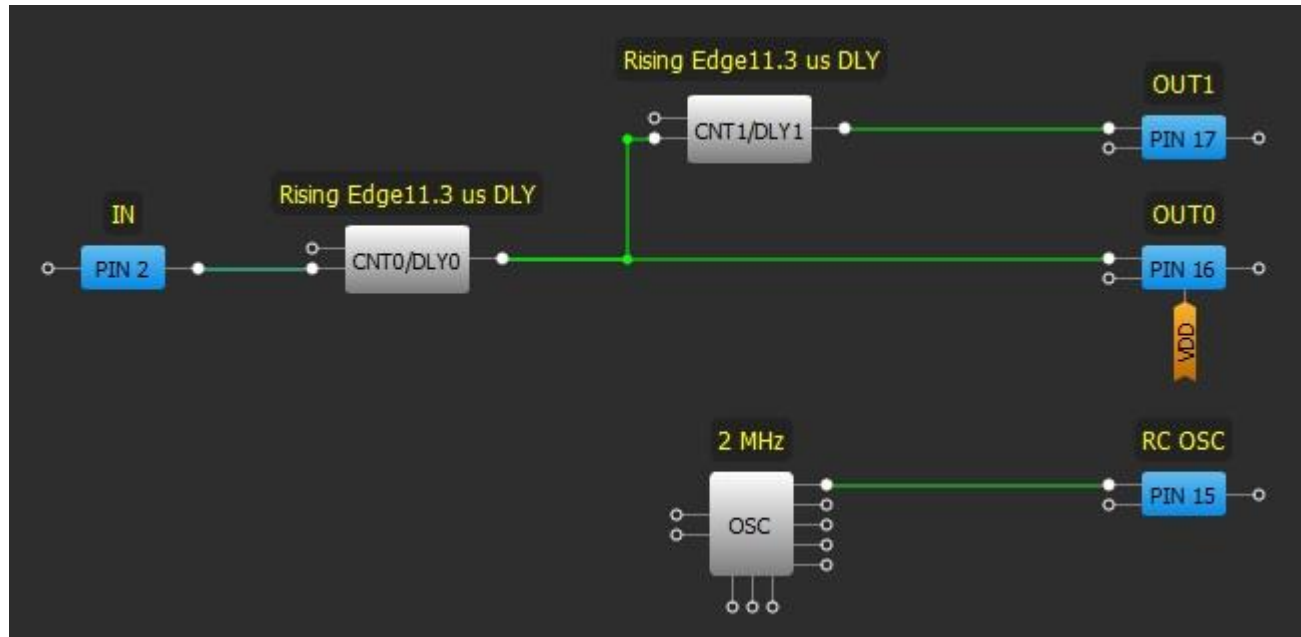 Rising Edge11.3 us DLY
CNT1/DLY1
OUT1
PIN 17
IN
PIN 2
Rising Edge11.3 us DLY
CNT0/DLY0
OUT0
PIN 16
VDD
2 MHz
OSC
RC OSC
PIN 15